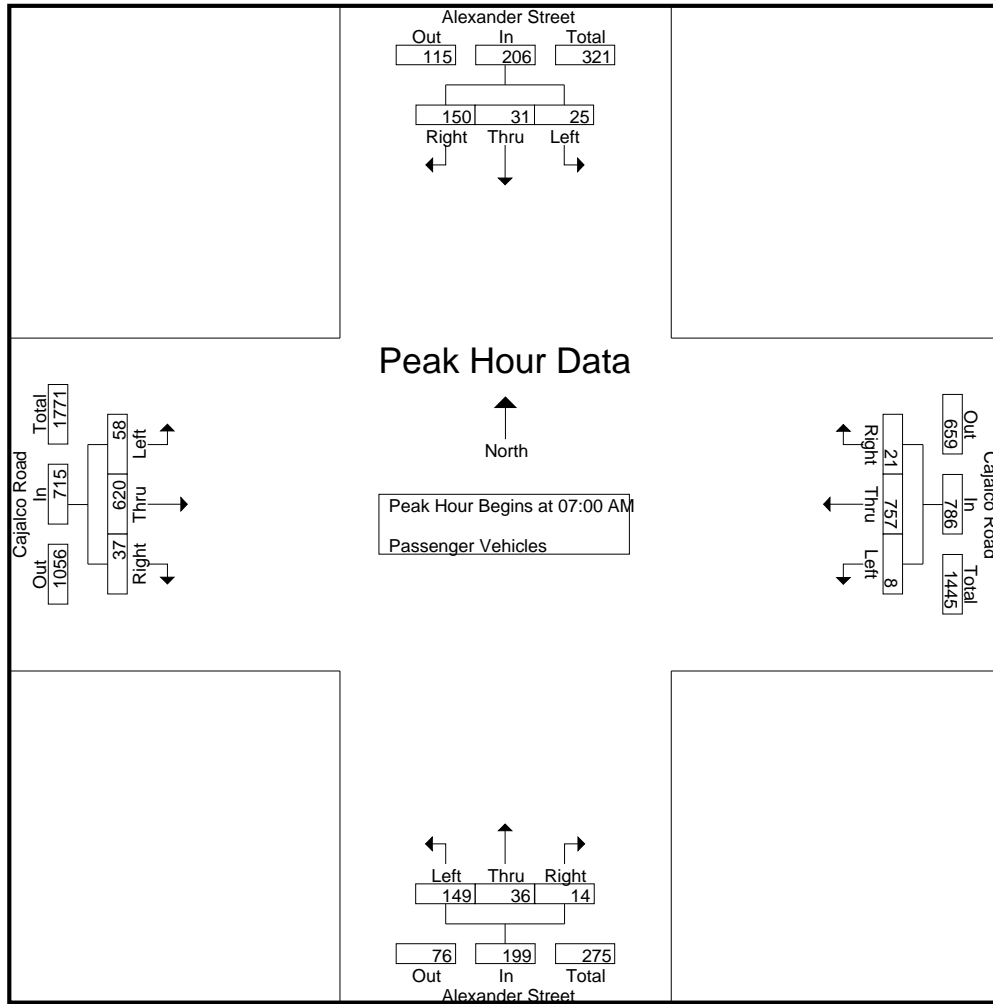 Alexander Street
Out In Total
115 206 321
150 31 25
Right Thru Left
Peak Hour Data
North
Peak Hour Begins at 07:00 AM
Passenger Vehicles
Cajalco Road
Out In Total
1056 715 1771
37 620 58
Right Thru Left
Cajalco Road
Out In Total
659 786 1445
21 757 8
Right Thru Left
Left Thru Right
149 36 14
76 199 275
Out In Total
Alexander Street